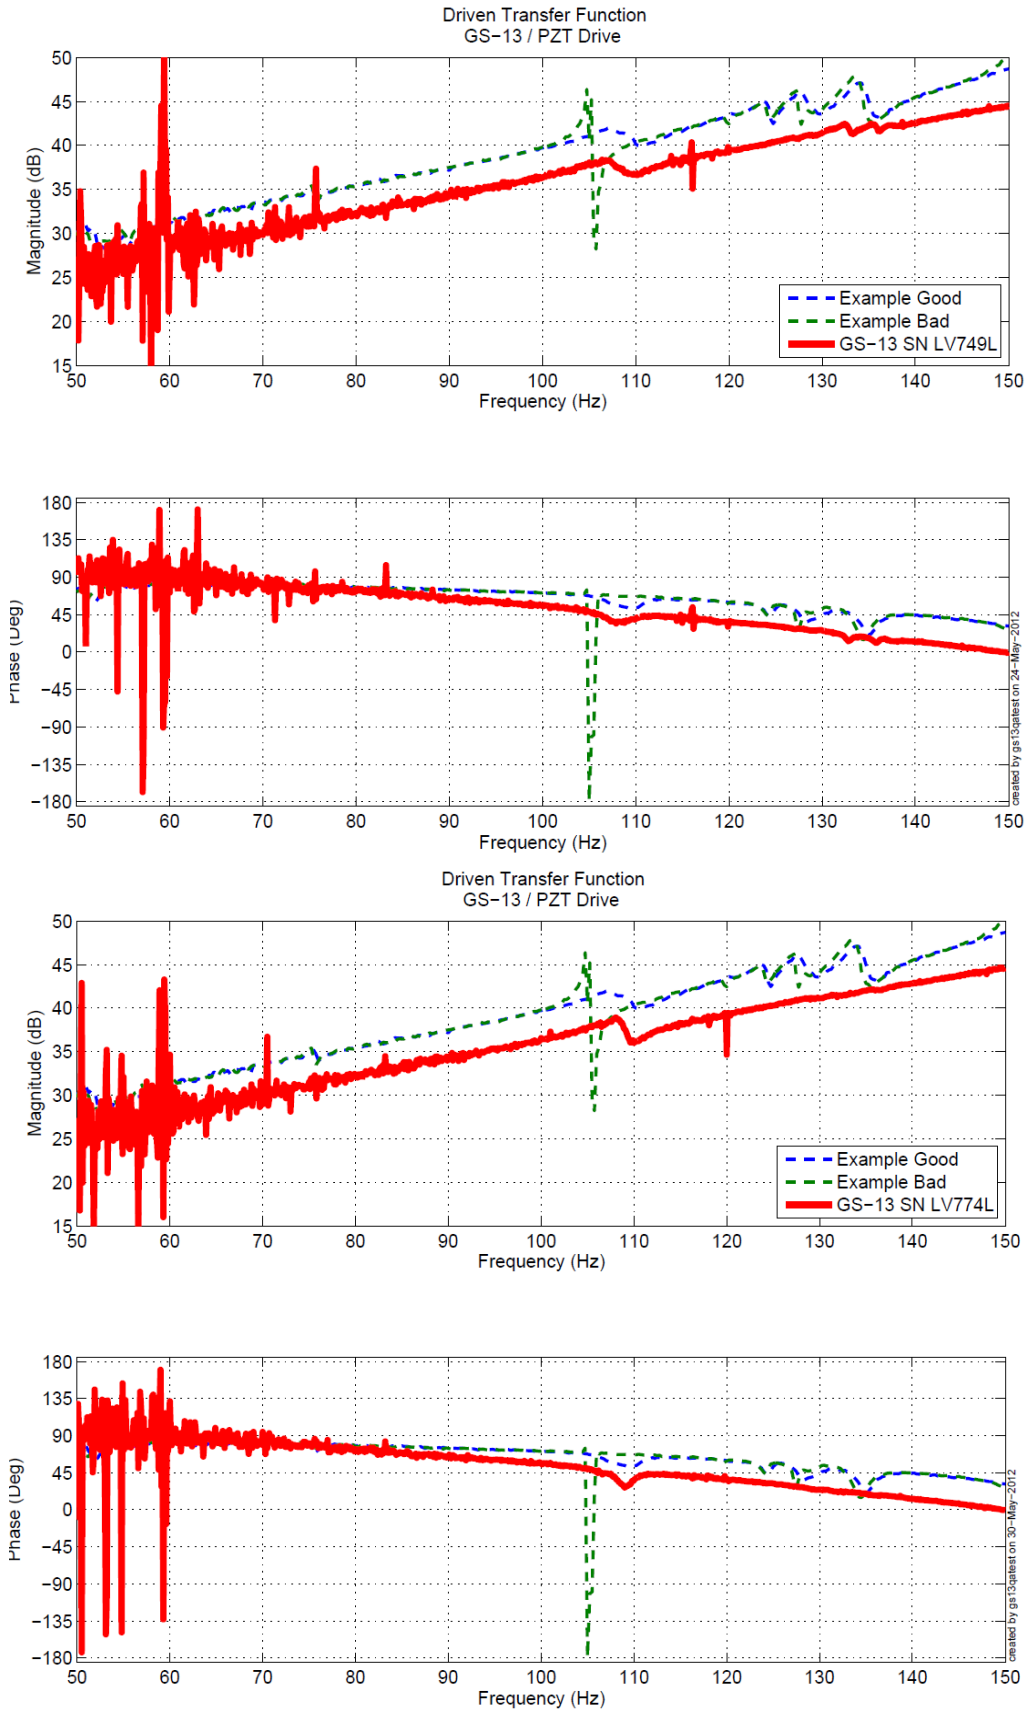 Driven Transfer Function
GS−13 / PZT Drive
50
45
40
35
30
25
20
15
Magnitude (dB)
Example Good
Example Bad
GS−13 SN LV749L
50 60 70 80 90 100 110 120 130 140 150
Frequency (Hz)
180
135
90
45
0
−45
−90
−135
−180
Phase (Deg)
50 60 70 80 90 100 110 120 130 140 150
Frequency (Hz)
created by gs13qatest on 24−May−2012
Driven Transfer Function
GS−13 / PZT Drive
50
45
40
35
30
25
20
15
Magnitude (dB)
Example Good
Example Bad
GS−13 SN LV774L
50 60 70 80 90 100 110 120 130 140 150
Frequency (Hz)
180
135
90
45
0
−45
−90
−135
−180
Phase (Deg)
50 60 70 80 90 100 110 120 130 140 150
Frequency (Hz)
created by gs13qatest on 30−May−2012